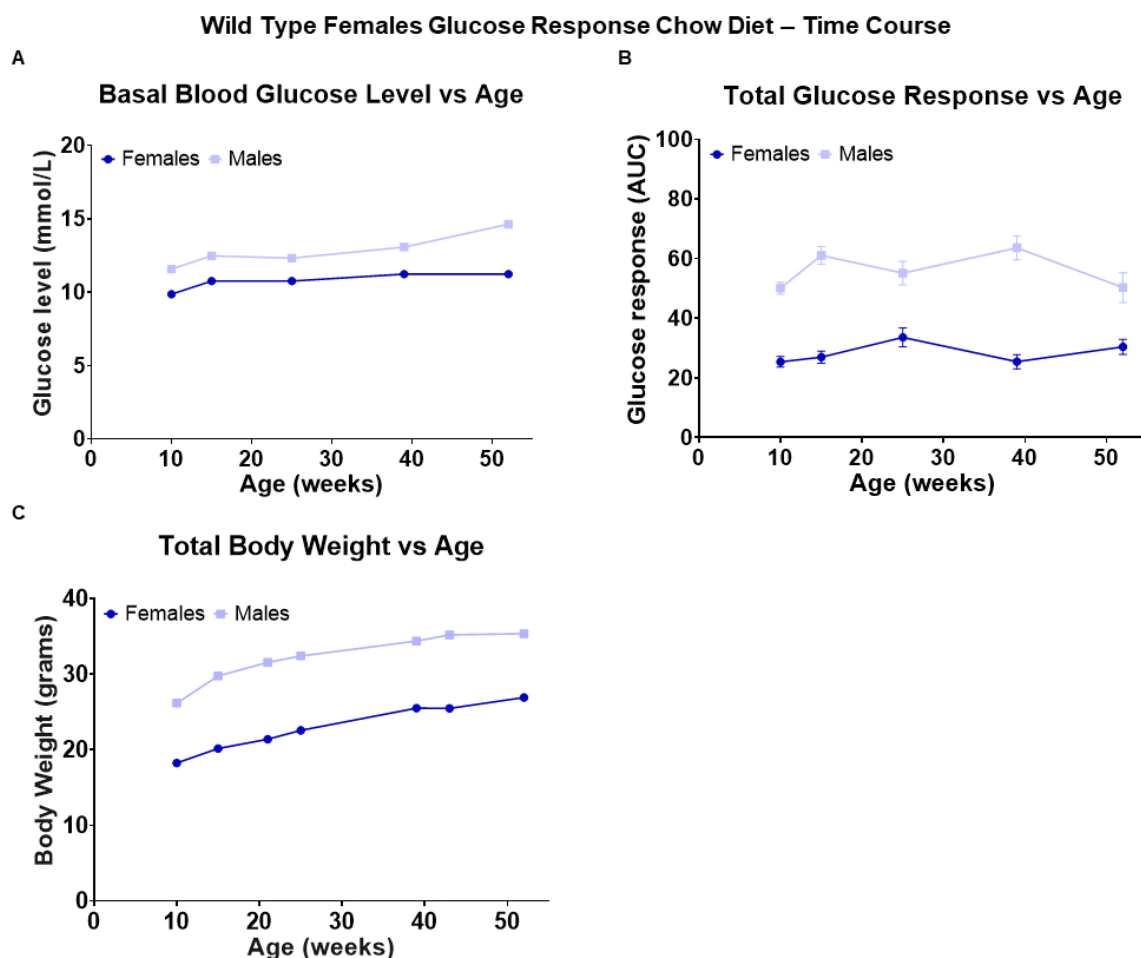 Wild Type Females Glucose Response Chow Diet – Time Course
A
Basal Blood Glucose Level vs Age
Females Males
Glucose level (mmol/L)
20
15
10
5
0
0 10 20 30 40 50
Age (weeks)
B
Total Glucose Response vs Age
Females Males
Glucose response (AUC)
100
80
60
40
20
0
0 10 20 30 40 50
Age (weeks)
C
Total Body Weight vs Age
Females Males
Body Weight (grams)
40
30
20
10
0
0 10 20 30 40 50
Age (weeks)